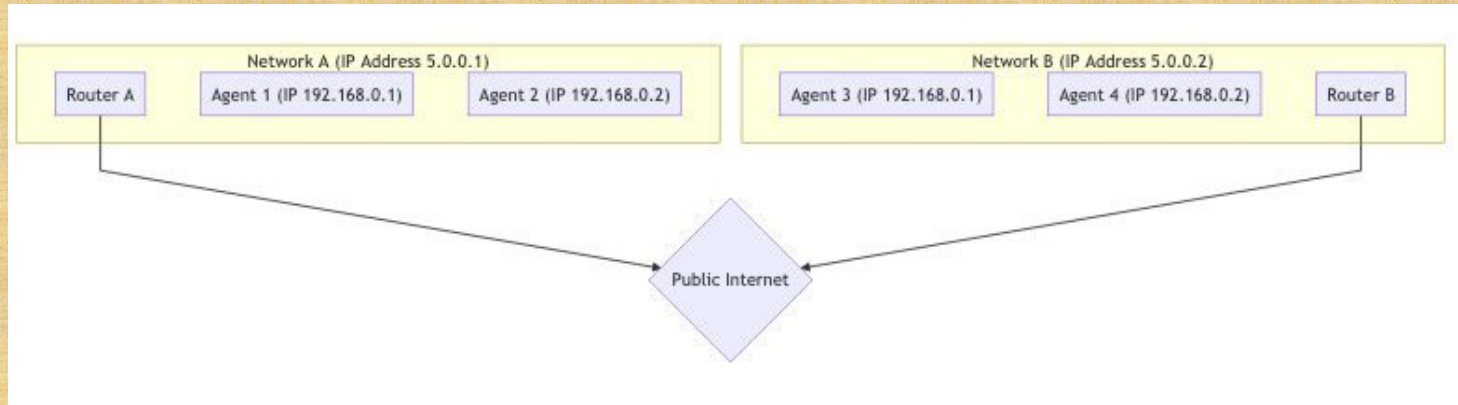 Network A (IP Address 5.0.0.1)
Router A
Agent 1 (IP 192.168.0.1)
Agent 2 (IP 192.168.0.2)
Network B (IP Address 5.0.0.2)
Agent 3 (IP 192.168.0.1)
Agent 4 (IP 192.168.0.2)
Router B
Public Internet